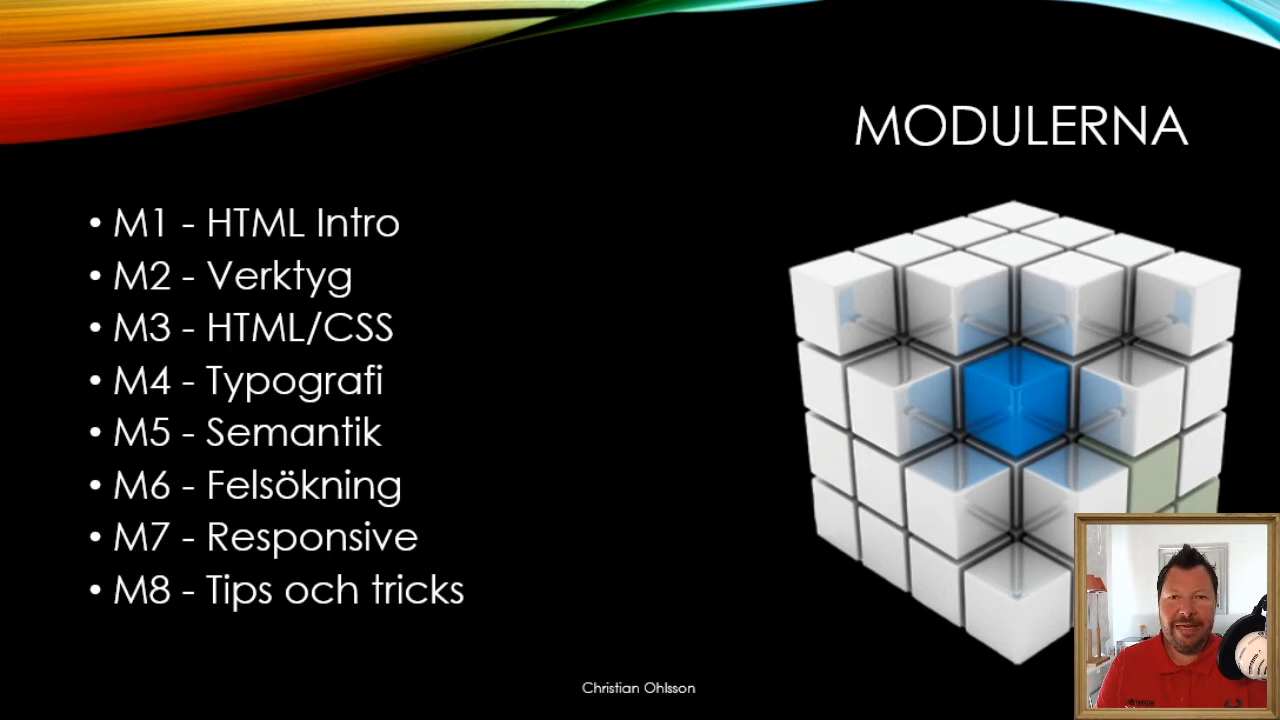 MODULERNA
• M1 - HTML Intro
• M2 - Verktyg
• M3 - HTML/CSS
• M4 - Typografi
• M5 - Semantik
• M6 - Felsökning
• M7 - Responsive
• M8 - Tips och tricks
Christian Ohlsson